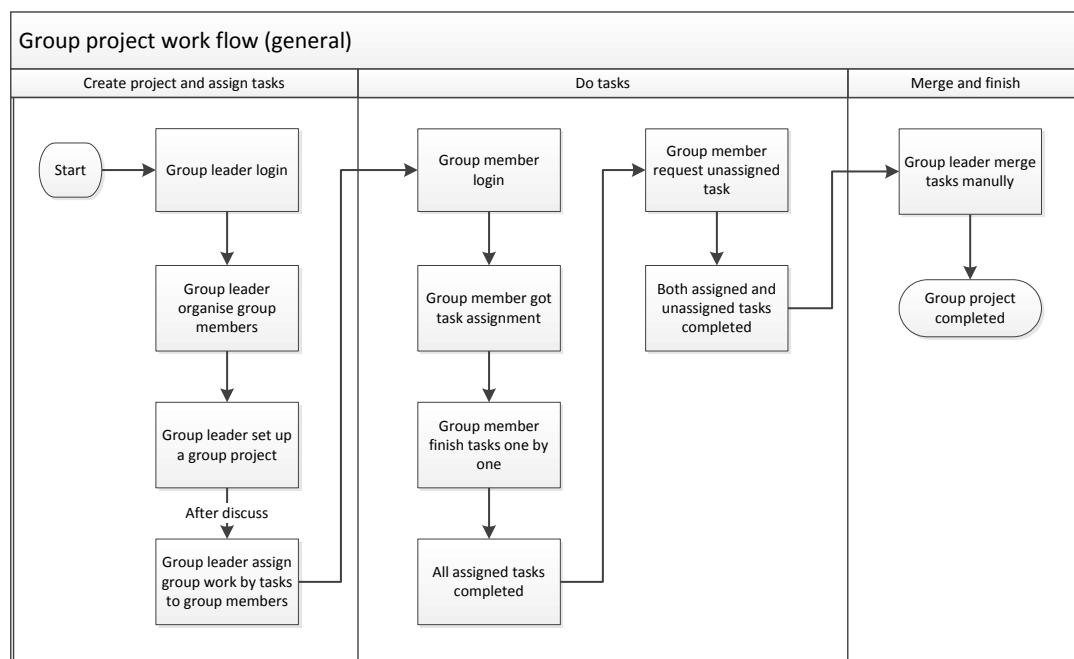 Group project work flow (general)
Create project and assign tasks
Do tasks
Merge and finish
Start
Group leader login
Group leader
organise group
members
Group leader set up
a group project
After discuss
Group leader assign
group work by tasks
to group members
Group member
login
Group member got
task assignment
Group member
finish tasks one by
one
All assigned tasks
completed
Group member
request unassigned
task
Both assigned and
unassigned tasks
completed
Group leader merge
tasks manully
Group project
completed